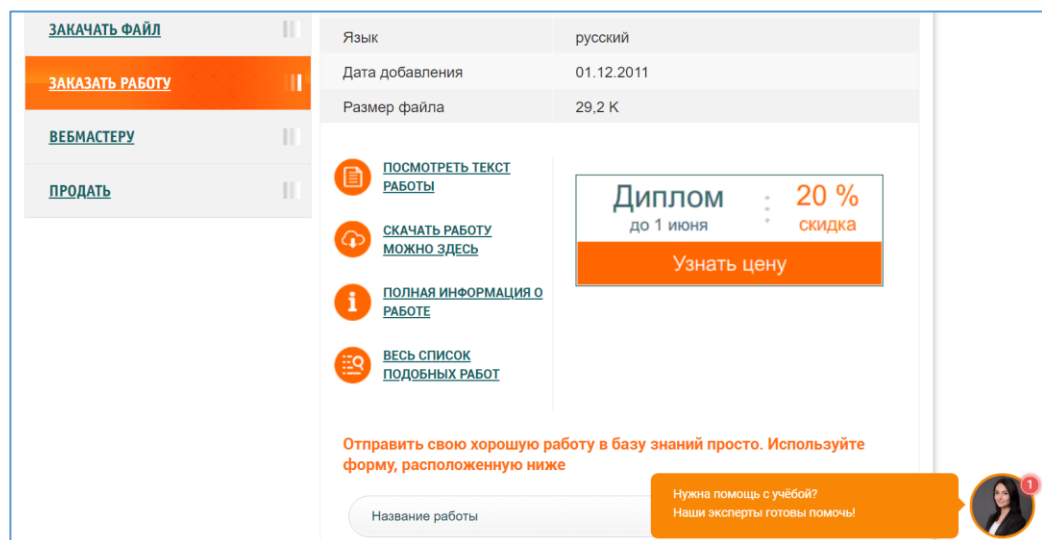 ЗАКАЧАТЬ ФАЙЛ
ЗАКАЗАТЬ РАБОТУ
ВЕБМАСТЕРУ
ПРОДАТЬ
Язык русский
Дата добавления 01.12.2011
Размер файла 29,2 K
ПОСМОТРЕТЬ ТЕКСТ
РАБОТЫ
СКАЧАТЬ РАБОТУ
МОЖНО ЗДЕСЬ
ПОЛНАЯ ИНФОРМАЦИЯ О
РАБОТЕ
ВЕСЬ СПИСОК
ПОДОБНЫХ РАБОТ
Диплом
до 1 июня
20 %
скидка
Узнать цену
Отправить свою хорошую работу в базу знаний просто. Используйте
форму, расположенную ниже
Название работы
Нужна помощь с учёбой?
Наши эксперты готовы помочь!
1